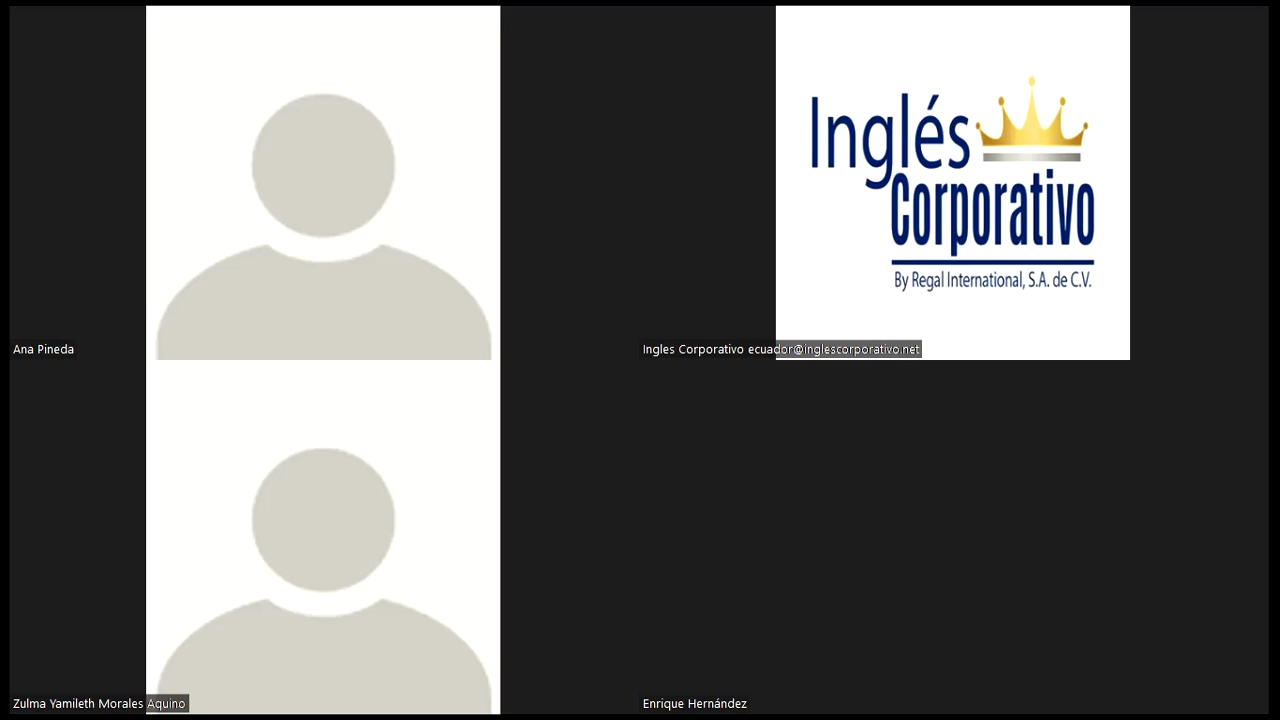 Inglés
Corporativo
By Regal International, S.A. de C.V.
Ana Pineda
Ingles Corporativo ecuador@inglescorporativo.net
Zulma Yamileth Morales Aquino
Enrique Hernández